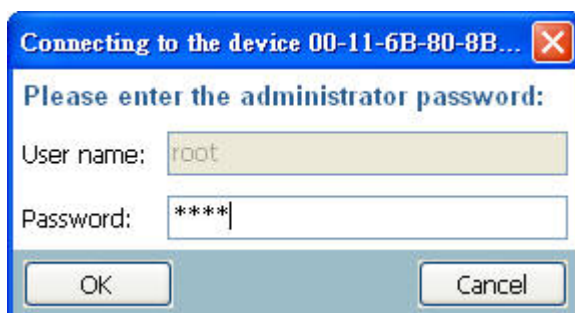 Connecting to the device 00-11-6B-80-8B...
Please enter the administrator password:
User name: root
Password: ****
OK Cancel